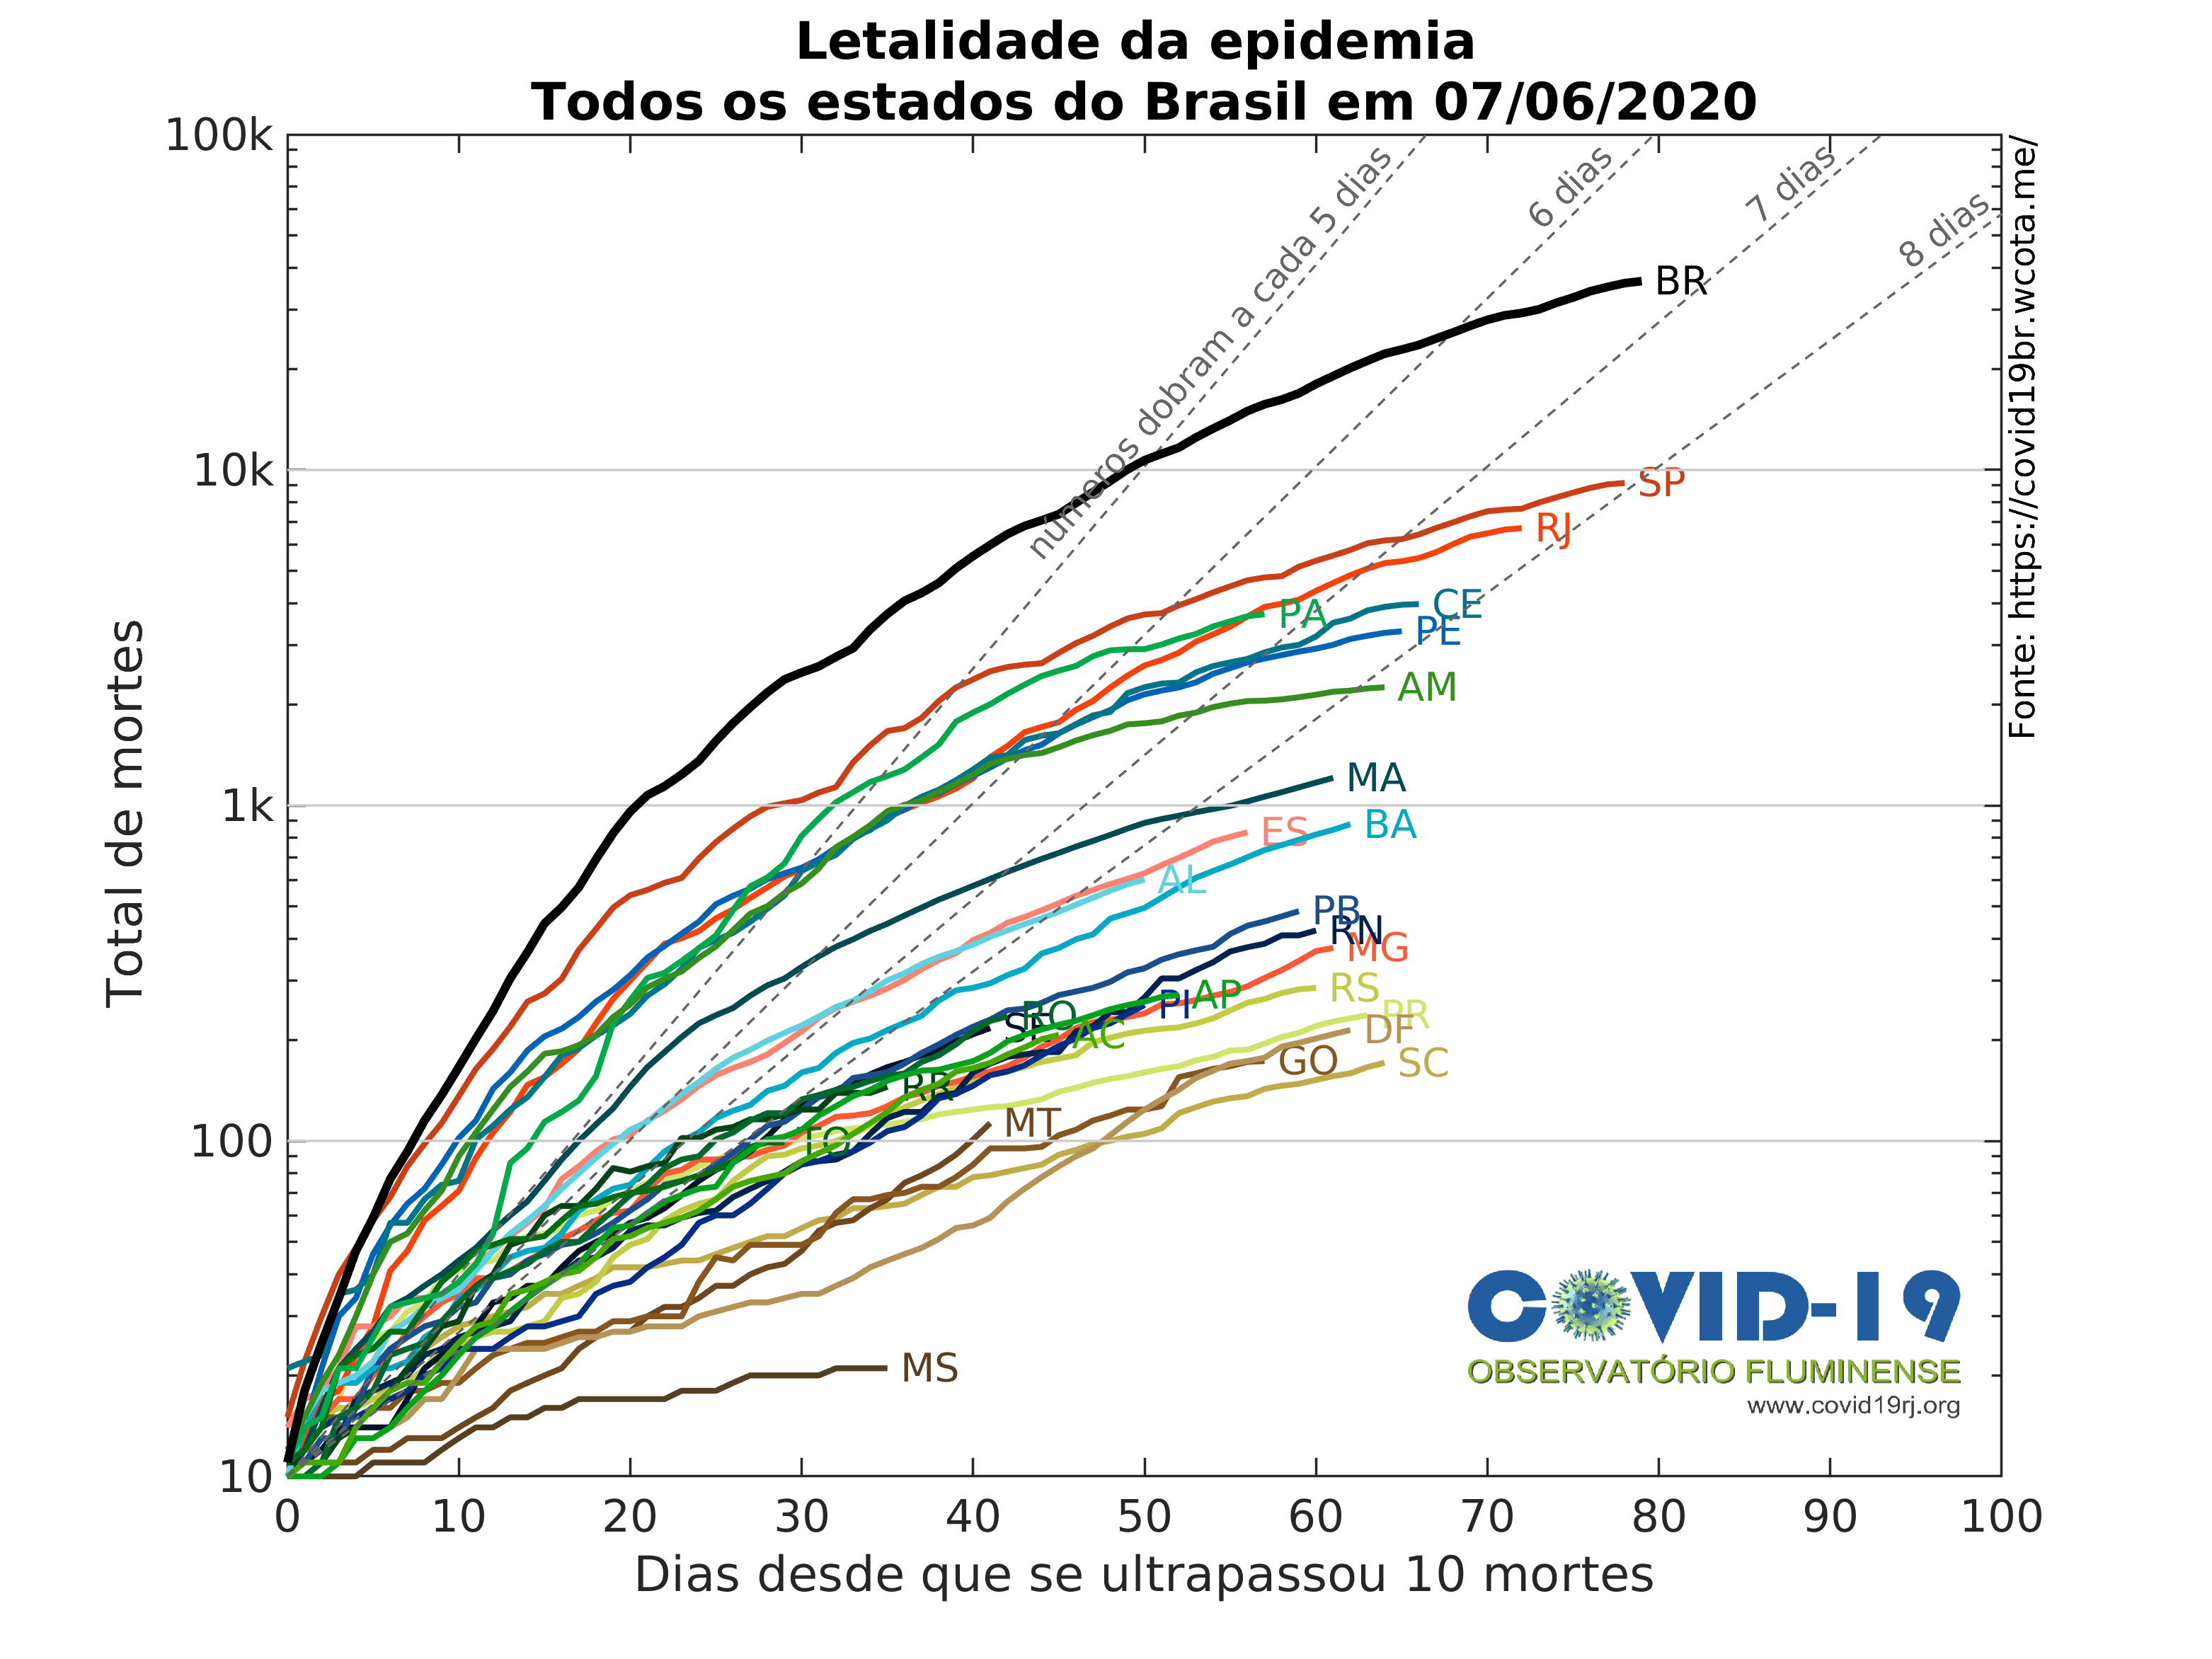 Letalidade da epidemia
Todos os estados do Brasil em 07/06/2020
Total de mortes
100k
10k
1k
100
10
numeros dobram a cada 5 dias
6 dias
7 dias
8 dias
BR
SP
RJ
PA
CE
PE
AM
MA
ES
BA
AL
PB
RN
MG
RS
AP
PI
RO
SE
AC
PR
DF
GO
SC
RR
MT
TO
MS
COVID-19
OBSERVATÓRIO FLUMINENSE
www.covid19rj.org
0 10 20 30 40 50 60 70 80 90 100
Dias desde que se ultrapassou 10 mortes
Fonte: https://covid19br.wcota.me/